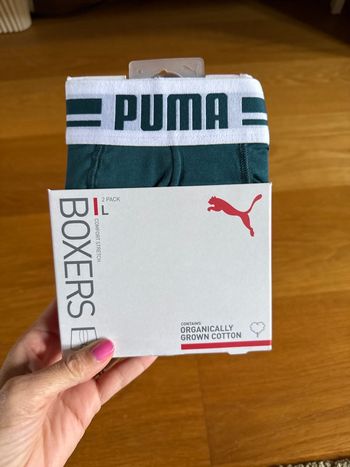 PUMA
2 PACK
L
COMFORT STRETCH
BOXERS
CONTAINS
ORGANICALLY
GROWN COTTON